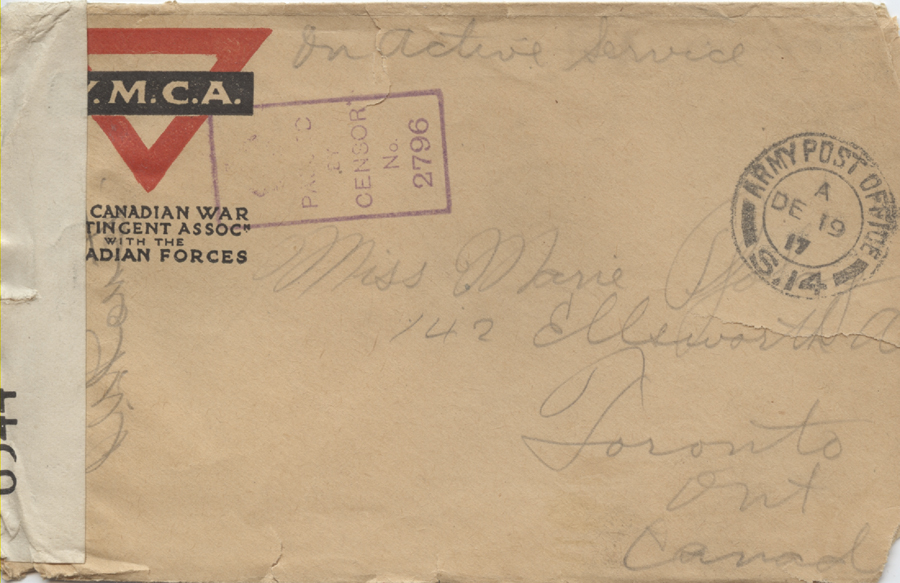 On Active Service
.M.C.A.
CANADIAN WAR
TINGENT ASSOCN
WITH THE
ADIAN FORCES
CENSOR
No.
2796
ARMY POST OFFICE
A
DE 19
17
S.14
Miss Marie
142 Ellsworth A
Toronto
Ont
Canad